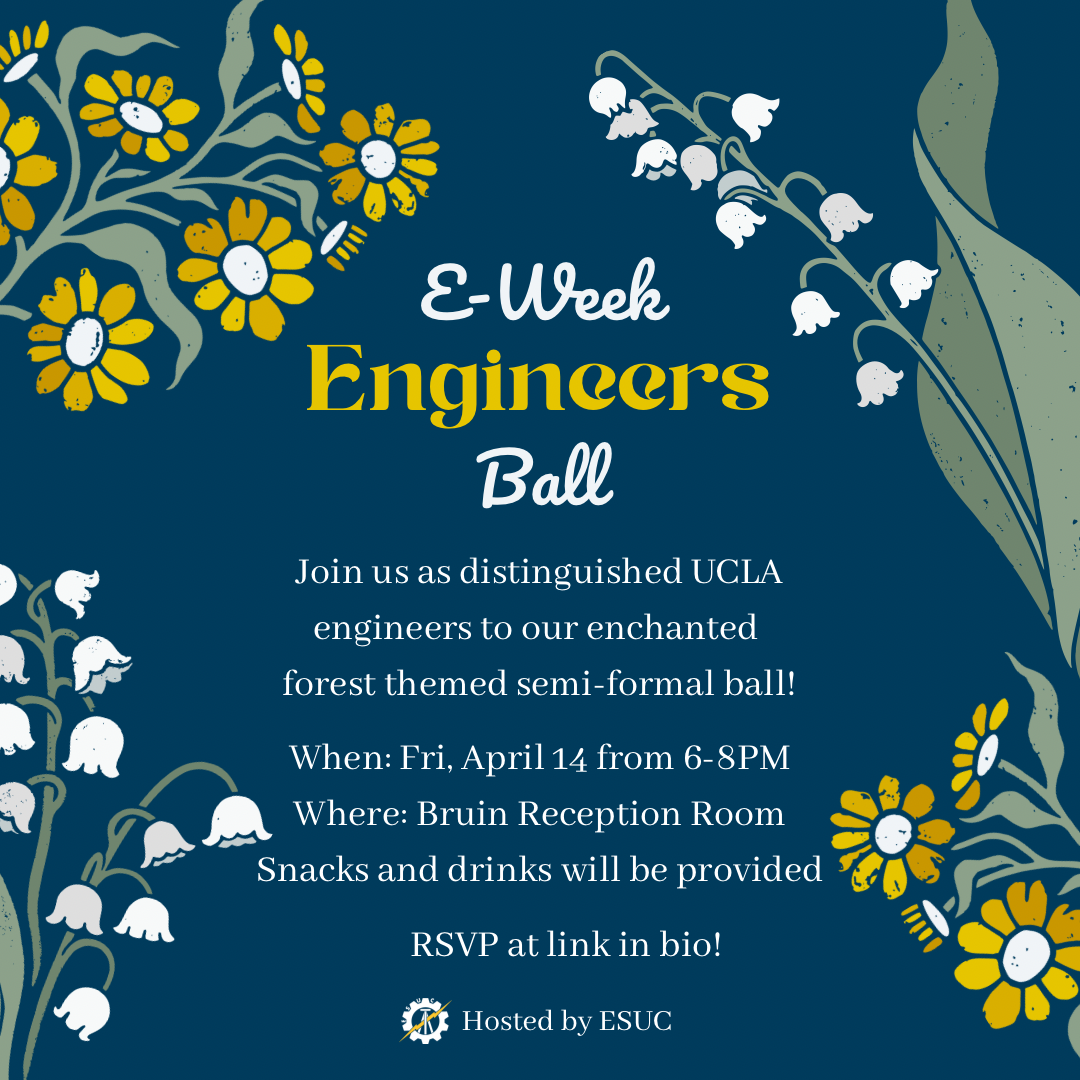 E-Week
Engineers
Ball
Join us as distinguished UCLA
engineers to our enchanted
forest themed semi-formal ball!
When: Fri, April 14 from 6-8PM
Where: Bruin Reception Room
Snacks and drinks will be provided
RSVP at link in bio!
ESUC
Hosted by ESUC